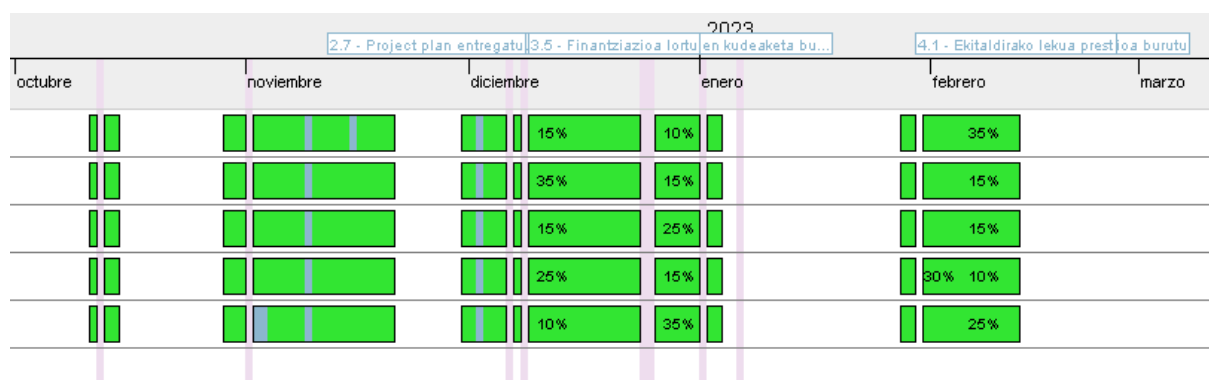 2023
2.7 - Project plan entregatu 3.5 - Finantziazioa lortu en kudeaketa bu... 4.1 - Ekitaldirako lekua prest ioa burutu
octubre noviembre diciembre enero febrero marzo
15% 10% 35%
35% 15% 15%
15% 25% 15%
25% 15% 30% 10%
10% 35% 25%